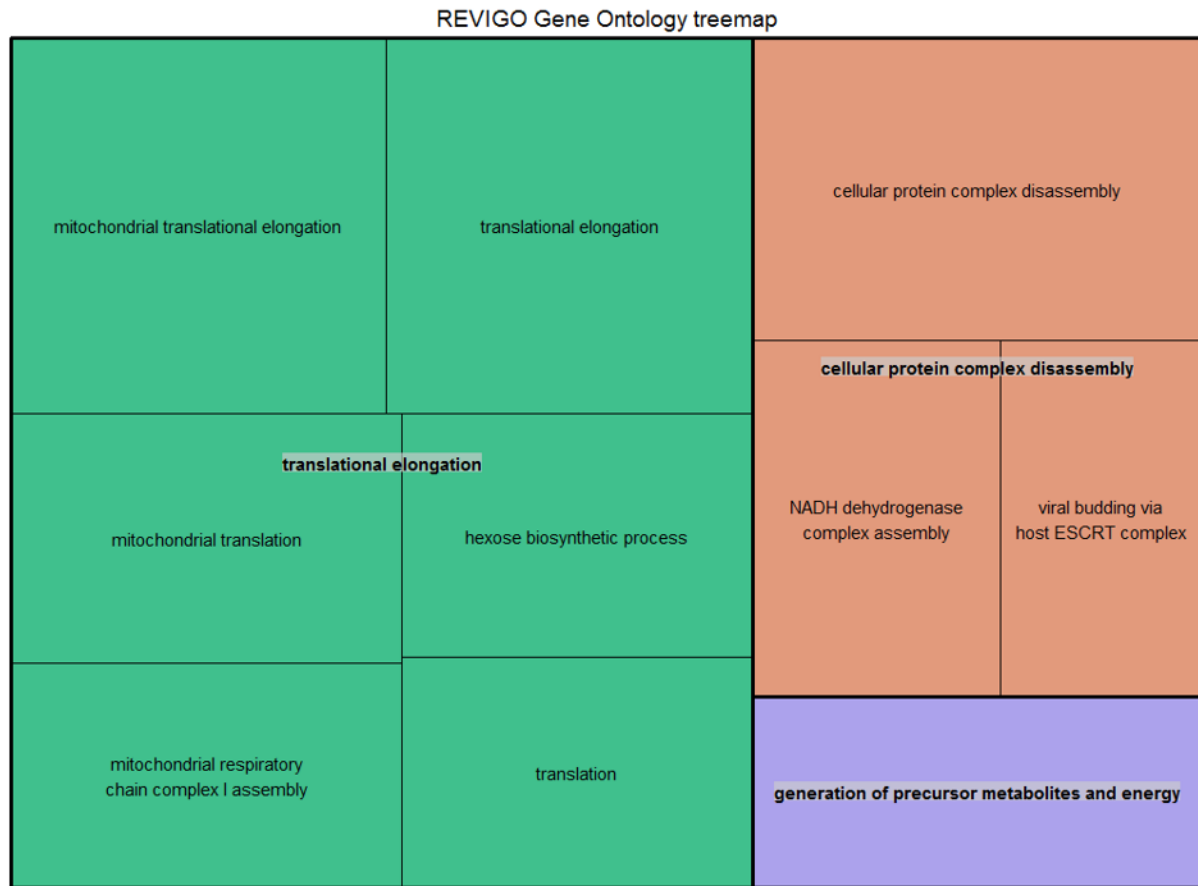 REVIGO Gene Ontology treemap
mitochondrial translational elongation
translational elongation
cellular protein complex disassembly
cellular protein complex disassembly
translational elongation
mitochondrial translation
hexose biosynthetic process
NADH dehydrogenase
complex assembly
viral budding via
host ESCRT complex
mitochondrial respiratory
chain complex I assembly
translation
generation of precursor metabolites and energy